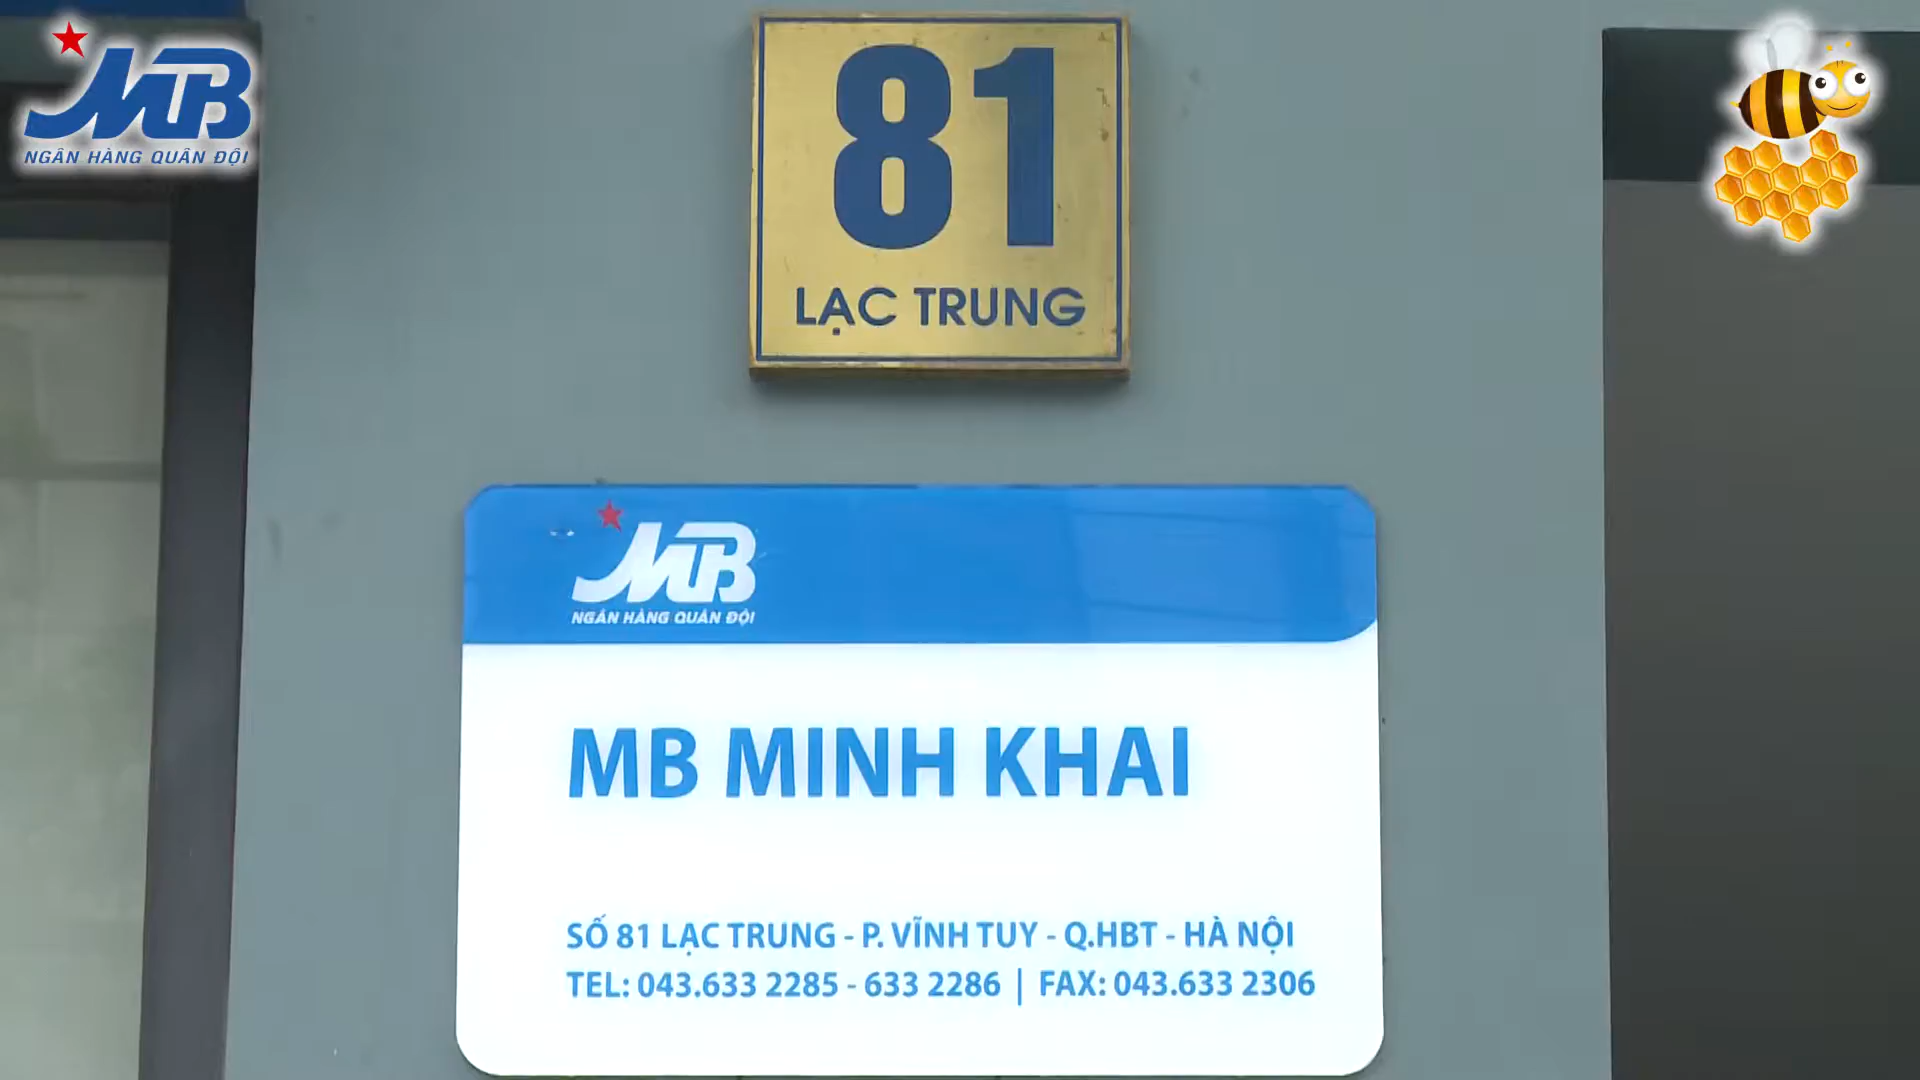 MB
NGÂN HÀNG QUÂN ĐỘI
81
LẠC TRUNG
MB
NGÂN HÀNG QUÂN ĐỘI
MB MINH KHAI
SỐ 81 LẠC TRUNG - P. VĨNH TUY - Q.HBT - HÀ NỘI
TEL: 043.633 2285 - 633 2286 | FAX: 043.633 2306